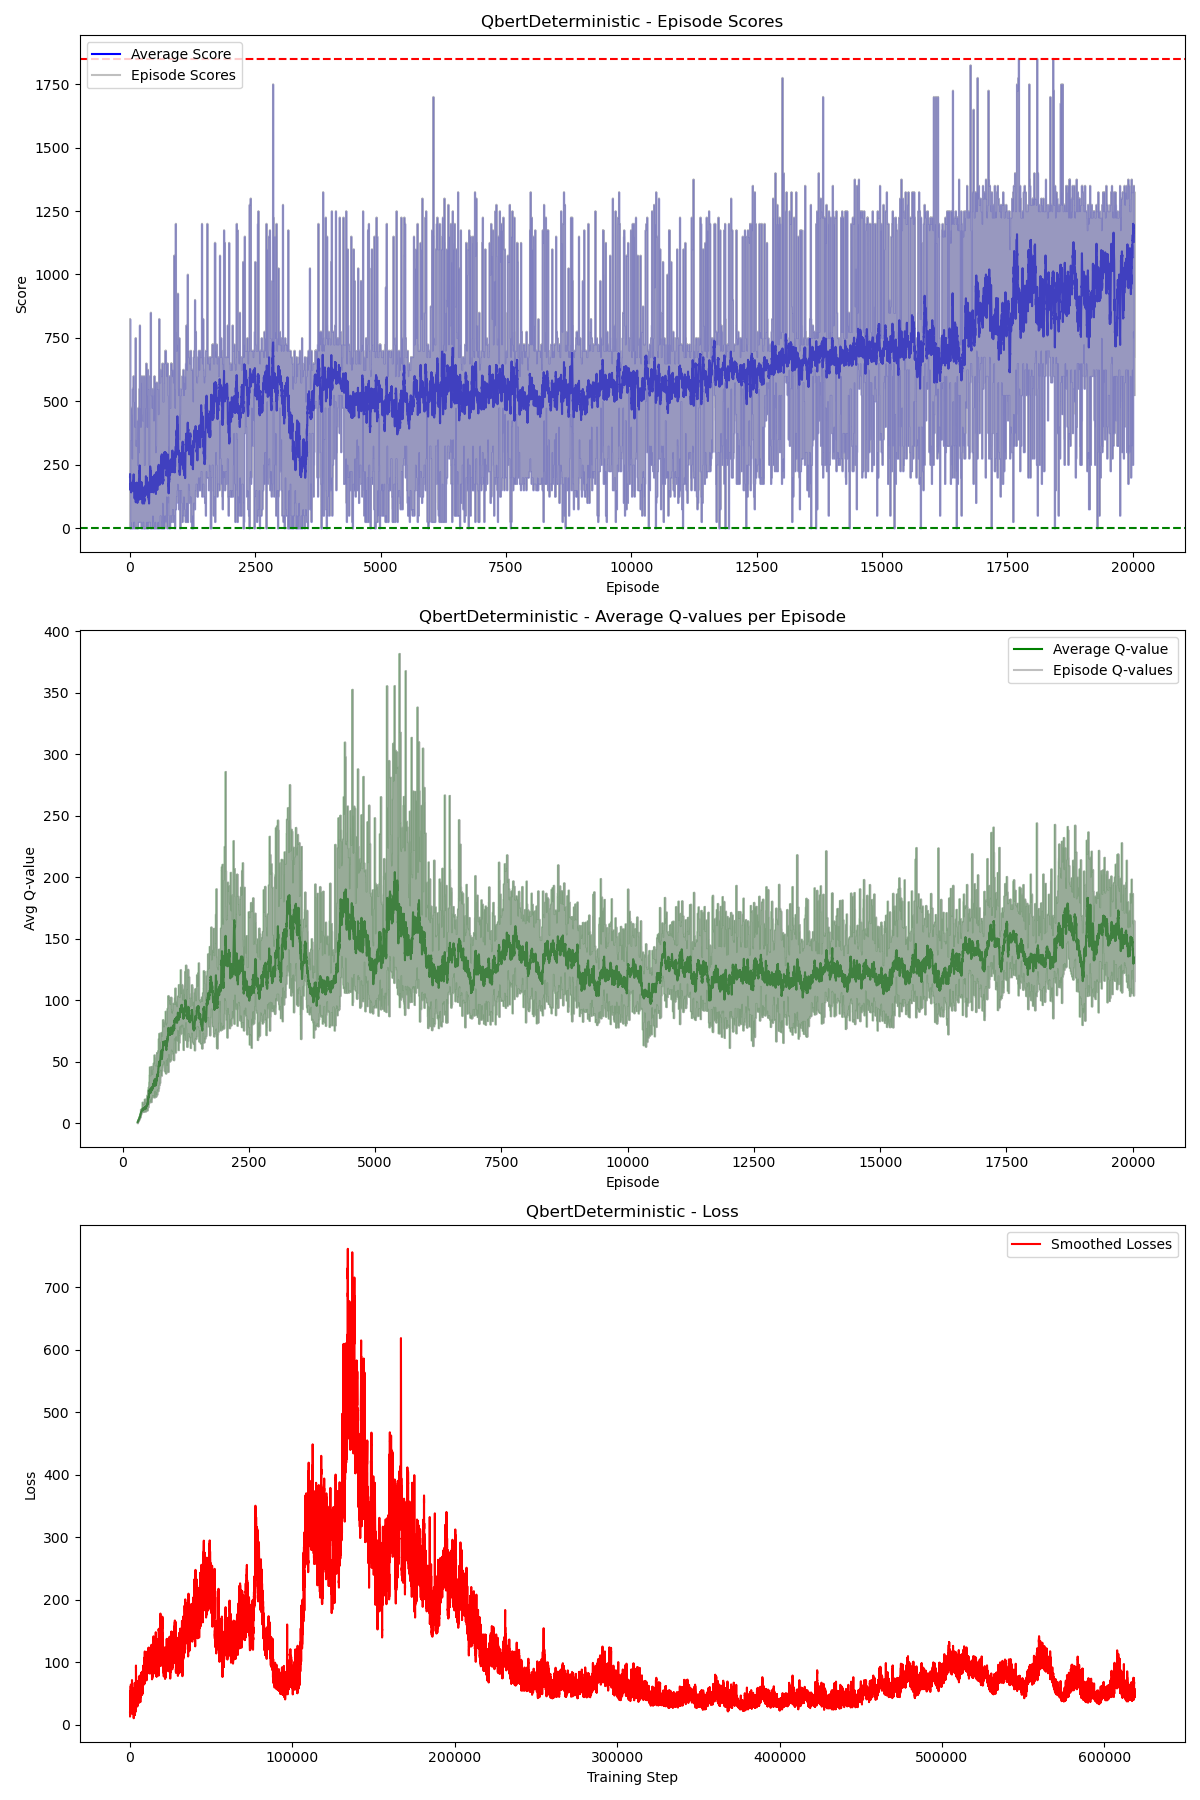 QbertDeterministic - Episode Scores
Average Score
Episode Scores
1750
1500
1250
1000
750
500
250
0
Score
0 2500 5000 7500 10000 12500 15000 17500 20000
Episode
QbertDeterministic - Average Q-values per Episode
Average Q-value
Episode Q-values
400
350
300
250
200
150
100
50
0
Avg Q-value
0 2500 5000 7500 10000 12500 15000 17500 20000
Episode
QbertDeterministic - Loss
Smoothed Losses
700
600
500
400
300
200
100
0
Loss
0 100000 200000 300000 400000 500000 600000
Training Step